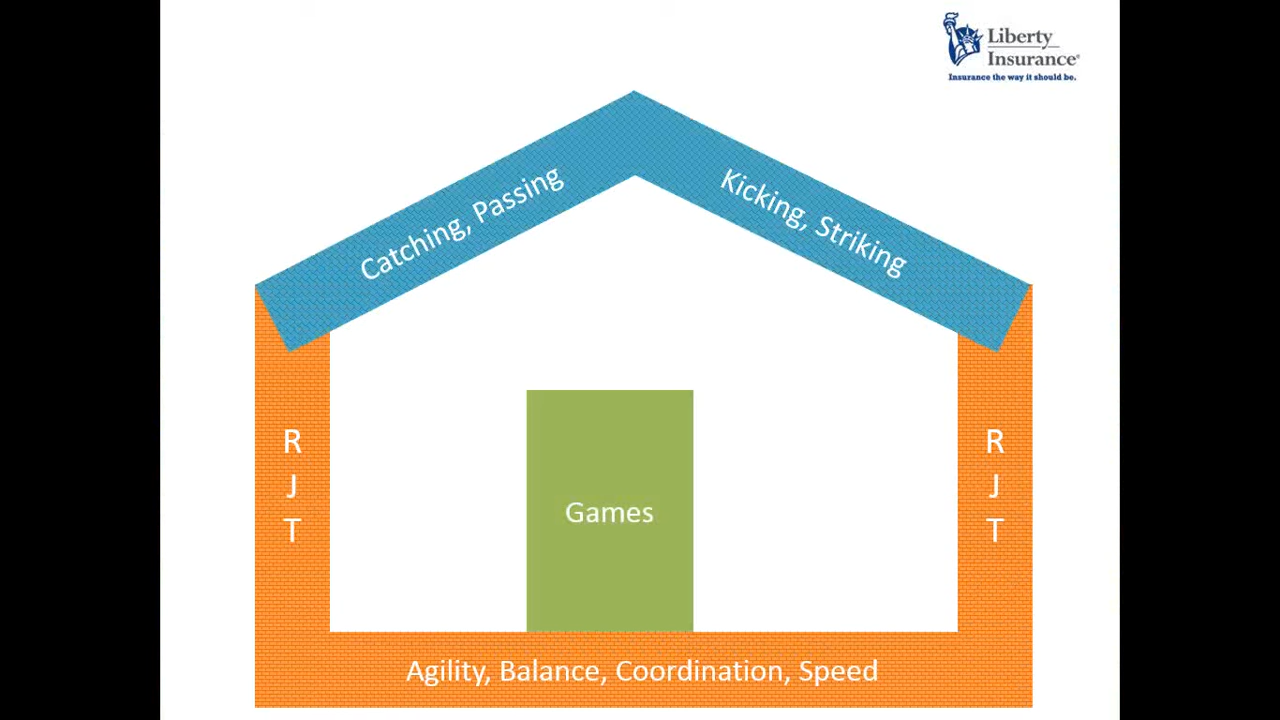 Liberty
Insurance®
Insurance the way it should be.
Catching, Passing
Kicking, Striking
R
J
T
R
J
T
Games
Agility, Balance, Coordination, Speed